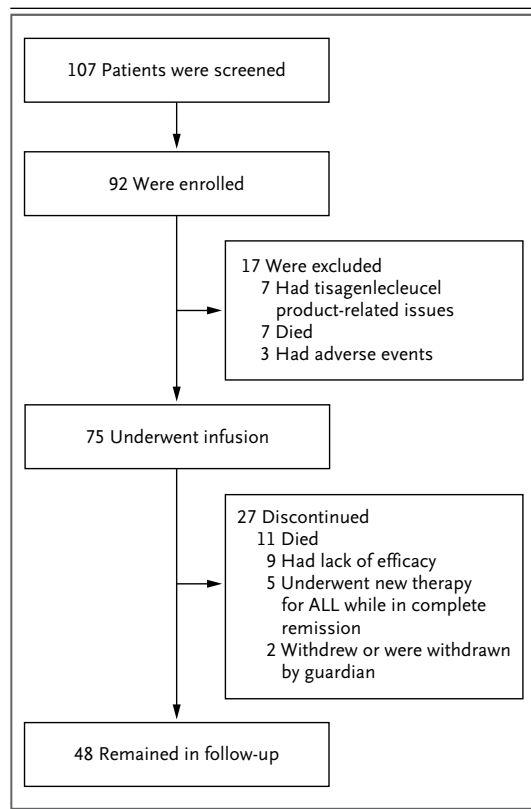 107 Patients were screened
92 Were enrolled
17 Were excluded
7 Had tisagenlecleucel
product-related issues
7 Died
3 Had adverse events
75 Underwent infusion
27 Discontinued
11 Died
9 Had lack of efficacy
5 Underwent new therapy
for ALL while in complete
remission
2 Withdrew or were withdrawn
by guardian
48 Remained in follow-up